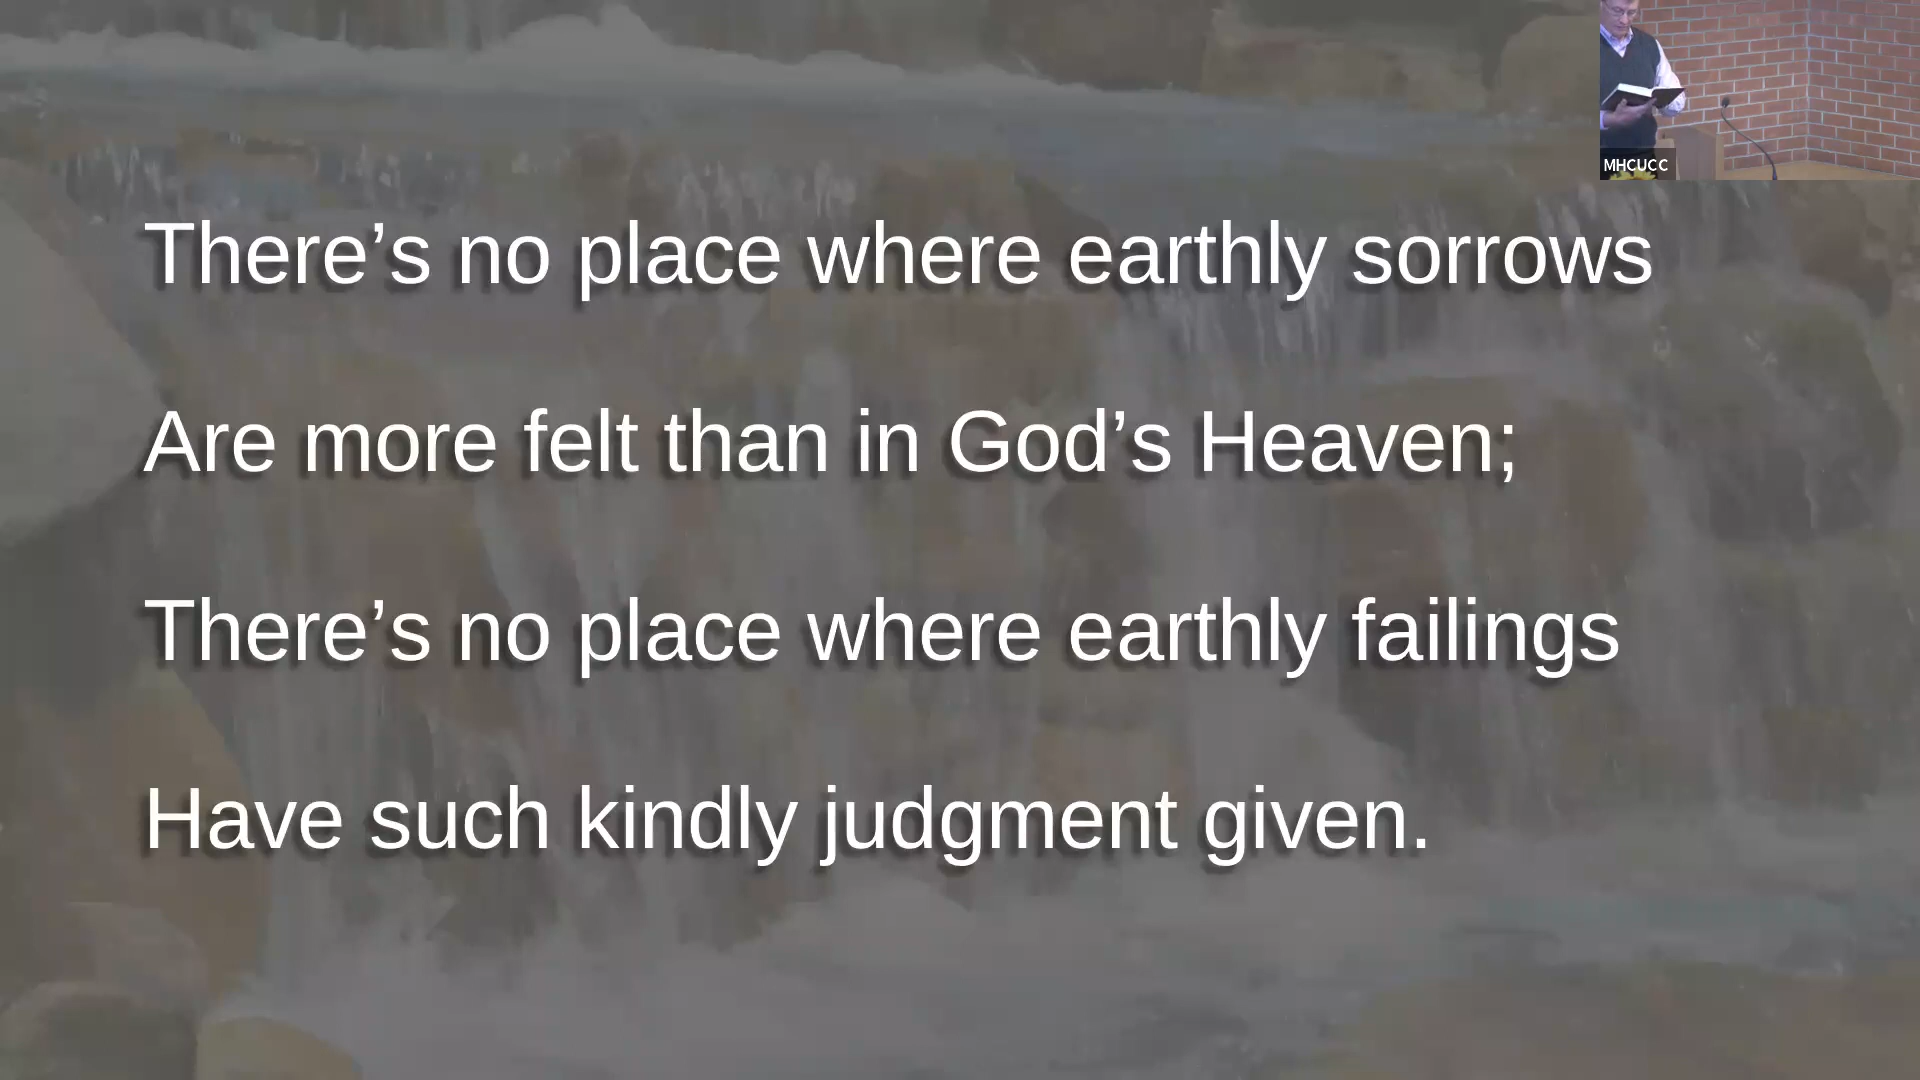 MHCUCC
There’s no place where earthly sorrows
Are more felt than in God’s Heaven;
There’s no place where earthly failings
Have such kindly judgment given.